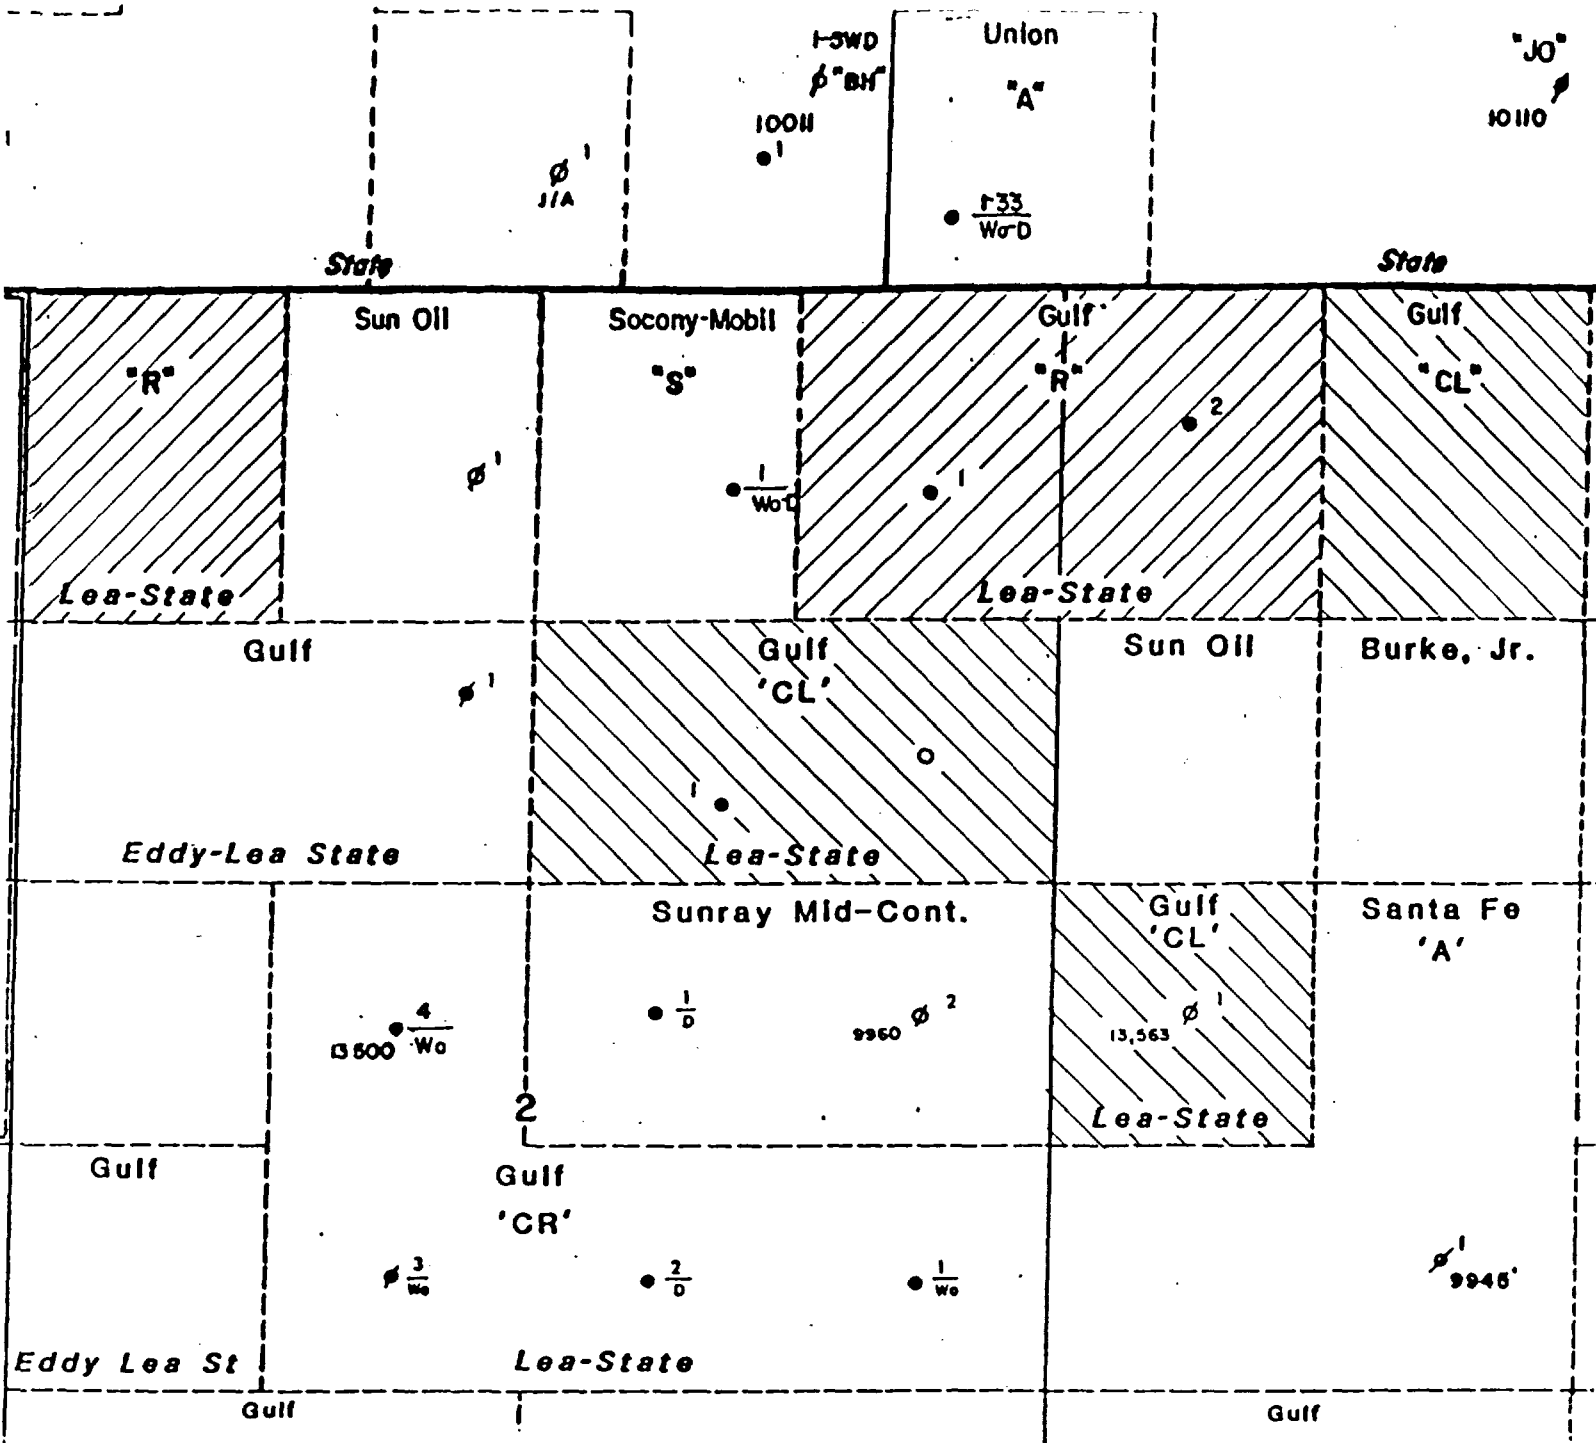 1-SWD
Union
"JO"
"BH"
"A"
10011
10110
1
1
1
J/A
1-33
Wo-D
State
State
Sun Oil
Socony-Mobil
Gulf
Gulf
"R"
"S"
"R"
"CL"
2
1
1
Wo-D
1
Lea-State
Lea-State
Gulf
Gulf
Sun Oil
Burke, Jr.
'CL'
1
1
Eddy-Lea State
Lea-State
Sunray Mid-Cont.
Gulf
Santa Fe
'CL'
'A'
4
Wo
13500
1
D
9960
2
13,563
1
2
Lea-State
Gulf
Gulf
'CR'
3
Wo
2
D
1
Wo
1
9945'
Eddy Lea St
Lea-State
Gulf
Gulf